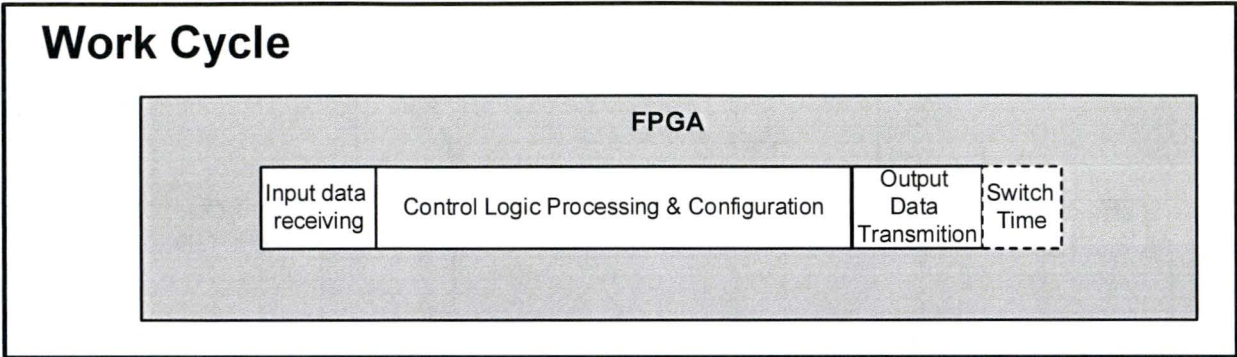 Work Cycle
FPGA
Input data
receiving
Control Logic Processing & Configuration
Output
Data
Transmition
Switch
Time